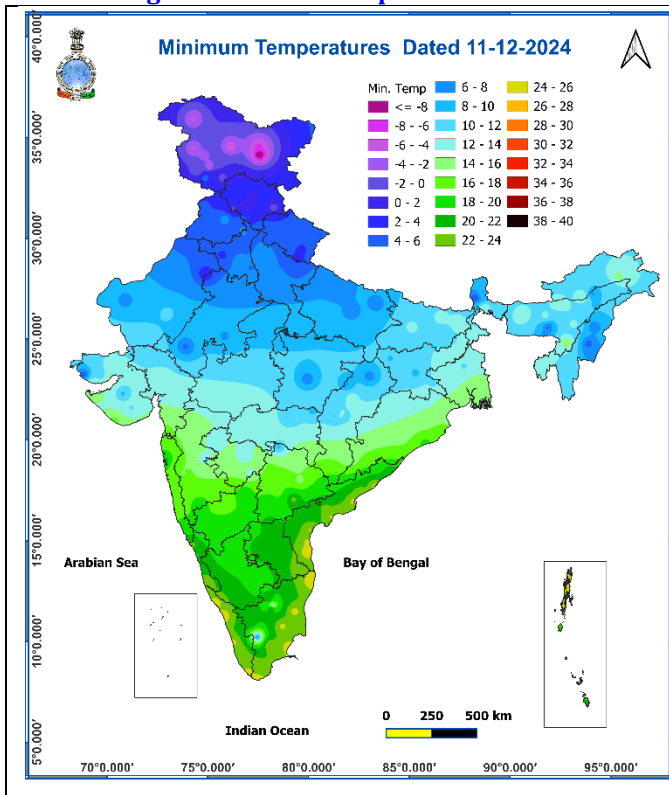 Minimum Temperatures Dated 11-12-2024
Min. Temp
<= -8
-8 - -6
-6 - -4
-4 - -2
-2 - 0
0 - 2
2 - 4
4 - 6
6 - 8
8 - 10
10 - 12
12 - 14
14 - 16
16 - 18
18 - 20
20 - 22
22 - 24
24 - 26
26 - 28
28 - 30
30 - 32
32 - 34
34 - 36
36 - 38
38 - 40
40°0.000'
35°0.000'
30°0.000'
25°0.000'
20°0.000'
15°0.000'
10°0.000'
5°0.000'
Arabian Sea
Bay of Bengal
Indian Ocean
0 250 500 km
70°0.000' 75°0.000' 80°0.000' 85°0.000' 90°0.000' 95°0.000'